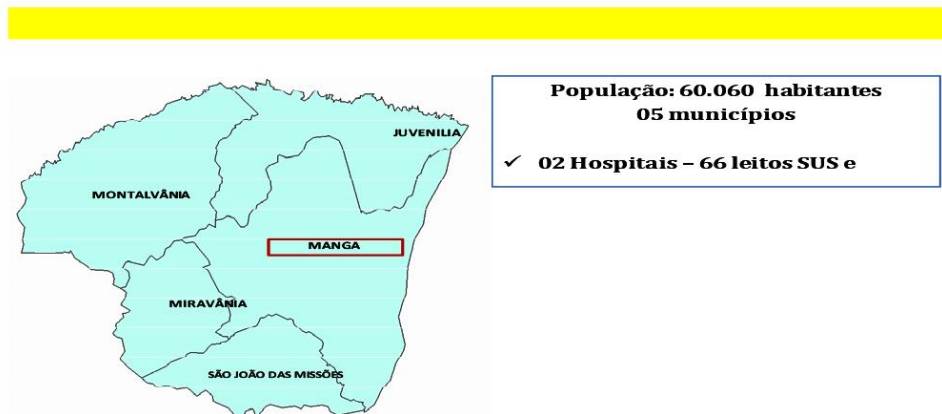 População: 60.060 habitantes
05 municípios
✓ 02 Hospitais – 66 leitos SUS e
JUVENILIA
MONTALVÂNIA
MANGA
MIRAVÂNIA
SÃO JOÃO DAS MISSÕES